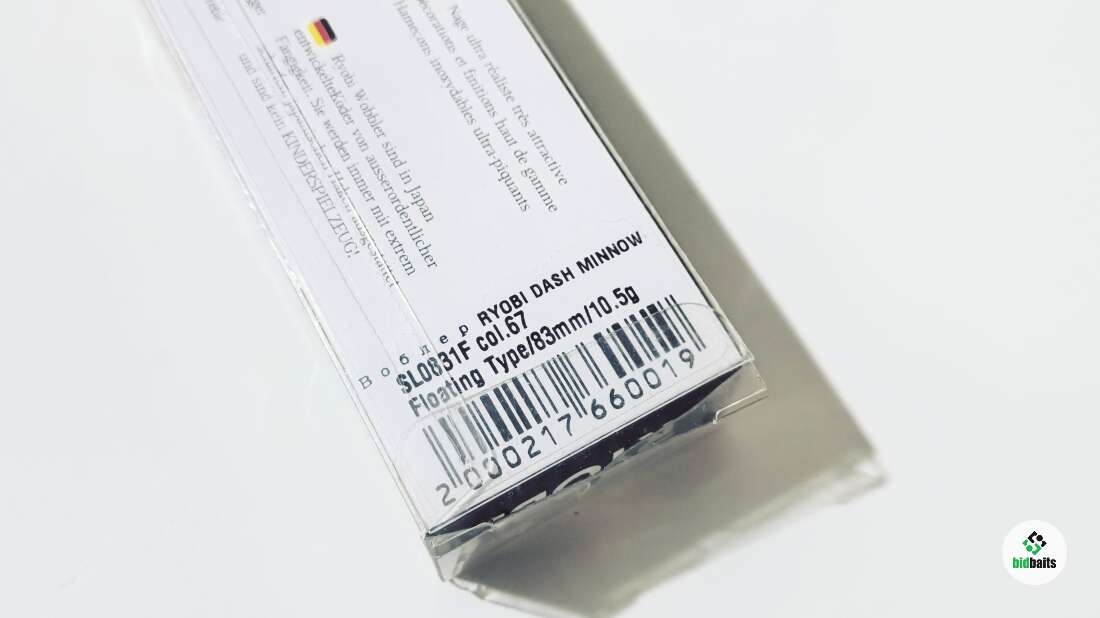 Nage ultra réaliste très attractive
Décorations et finitions haut de gamme
Hameçons inoxydables ultra-piquants
Ryobi Wobbler sind in Japan
entwickelteKöder von ausserordentlicher
Fängigkeit. Sie werden immer mit extrem
und sind kein KINDERSPIELZEUG!
Воблер RYOBI DASH MINNOW
SL0831F col.67
Floating Type/83mm/10.5g
2000217660019
bidbaits